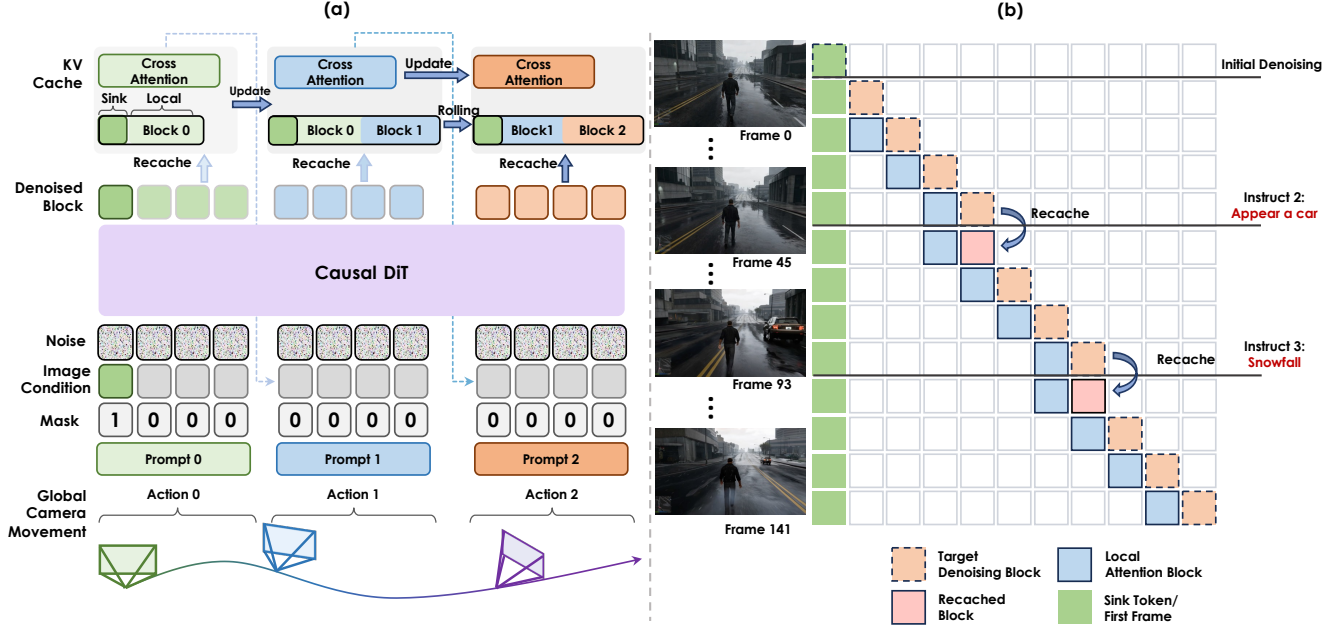 (a)
KV
Cache
Cross
Attention
Update
Cross
Attention
Update
Cross
Attention
Sink
Local
Block 0
Block 0
Block 1
Rolling
Block1
Block 2
Recache
Recache
Recache
Denoised
Block
Causal DiT
Noise
Image
Condition
Mask
1 0 0 0
0 0 0 0
0 0 0 0
Prompt 0
Prompt 1
Prompt 2
Global
Camera
Movement
Action 0
Action 1
Action 2
Frame 0
Frame 45
Frame 93
Frame 141
(b)
Initial Denoising
Recache
Instruct 2:
Appear a car
Recache
Instruct 3:
Snowfall
Target
Denoising Block
Local
Attention Block
Recached
Block
Sink Token/
First Frame